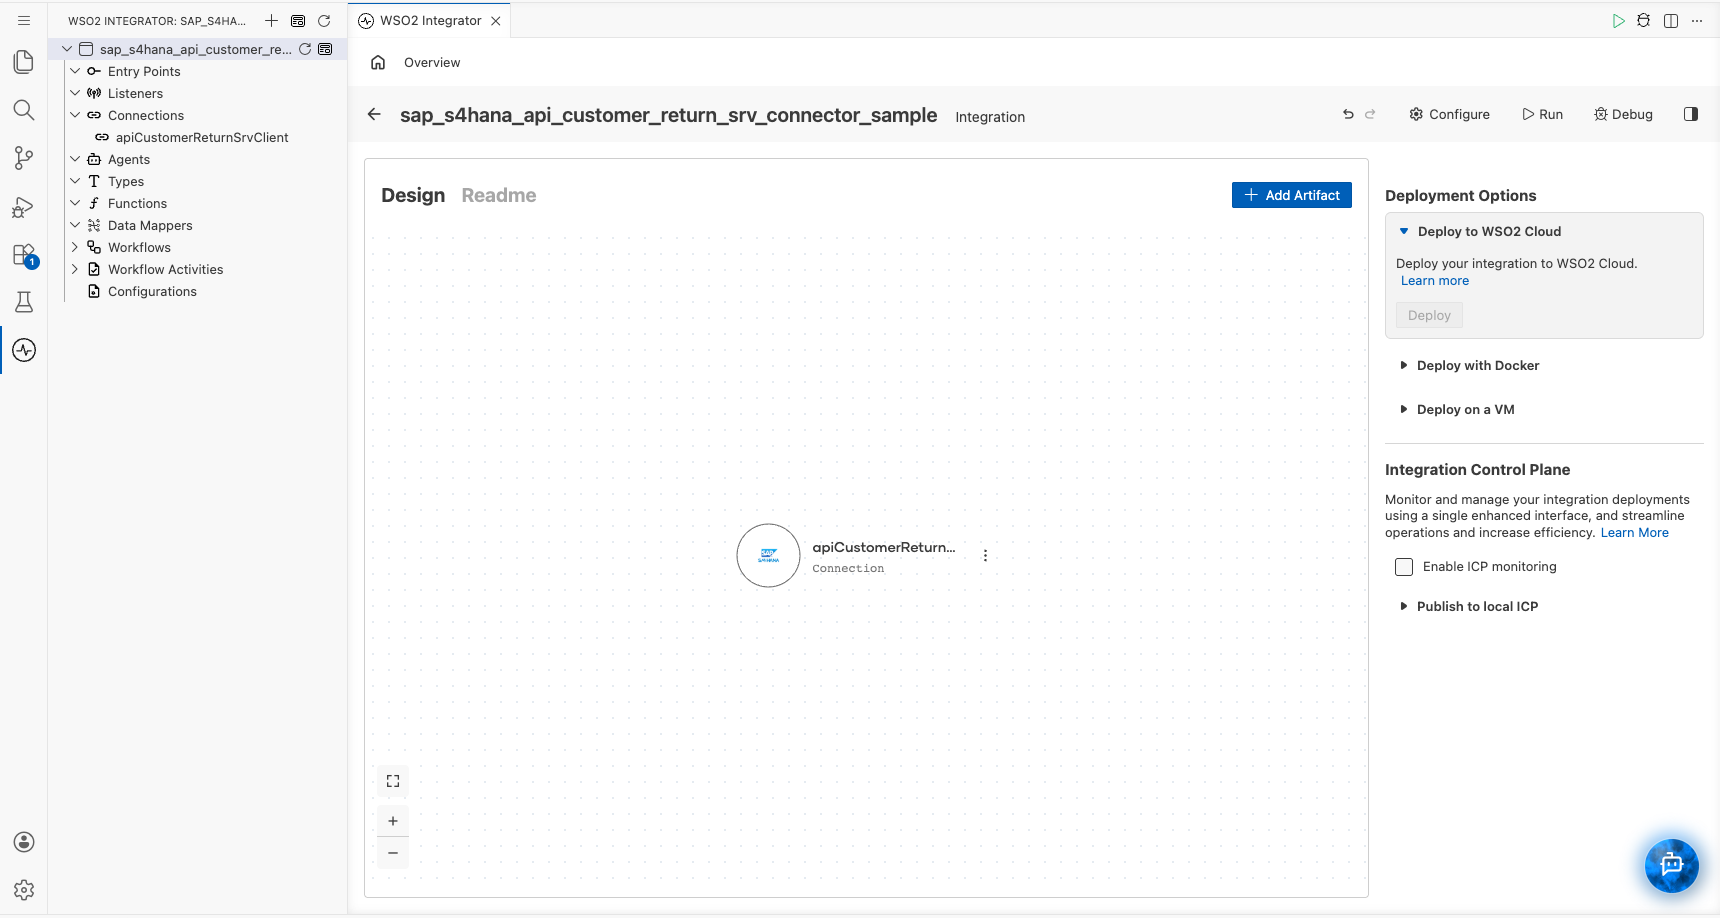 WSO2 INTEGRATOR: SAP_S4HA...
WSO2 Integrator
sap_s4hana_api_customer_re...
Entry Points
Listeners
Connections
apiCustomerReturnSrvClient
Agents
Types
Functions
Data Mappers
Workflows
Workflow Activities
Configurations
1
Overview
sap_s4hana_api_customer_return_srv_connector_sample Integration
Configure
Run
Debug
Design Readme
Add Artifact
SAP
S/4HANA
apiCustomerReturn...
Connection
Deployment Options
Deploy to WSO2 Cloud
Deploy your integration to WSO2 Cloud.
Learn more
Deploy
Deploy with Docker
Deploy on a VM
Integration Control Plane
Monitor and manage your integration deployments
using a single enhanced interface, and streamline
operations and increase efficiency. Learn More
Enable ICP monitoring
Publish to local ICP